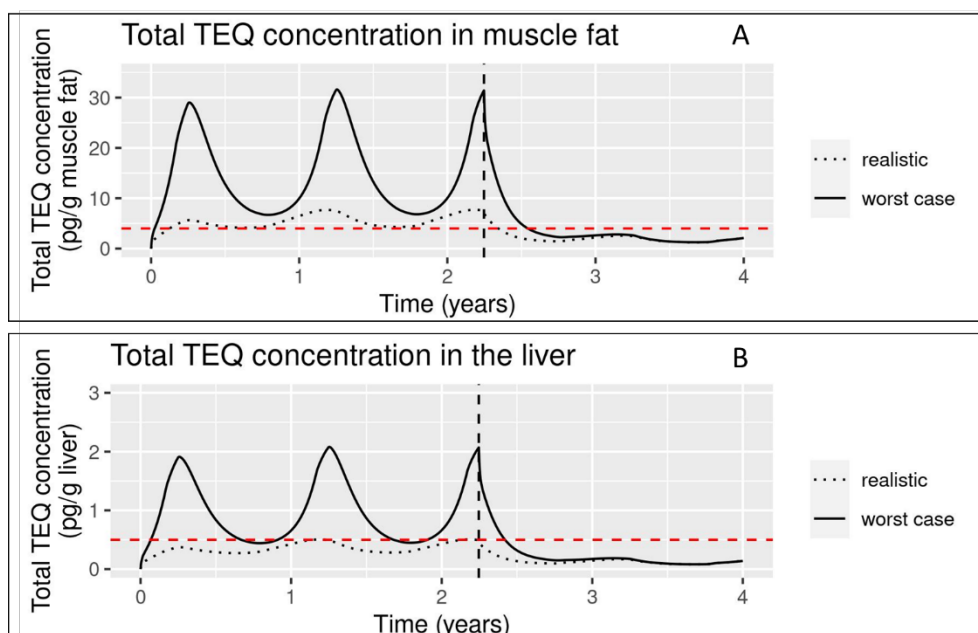 Total TEQ concentration in muscle fat
A
Total TEQ concentration
(pg/g muscle fat)
30
20
10
0
0 1 2 3 4
Time (years)
realistic
worst case
Total TEQ concentration in the liver
B
Total TEQ concentration
(pg/g liver)
3
2
1
0
0 1 2 3 4
Time (years)
realistic
worst case